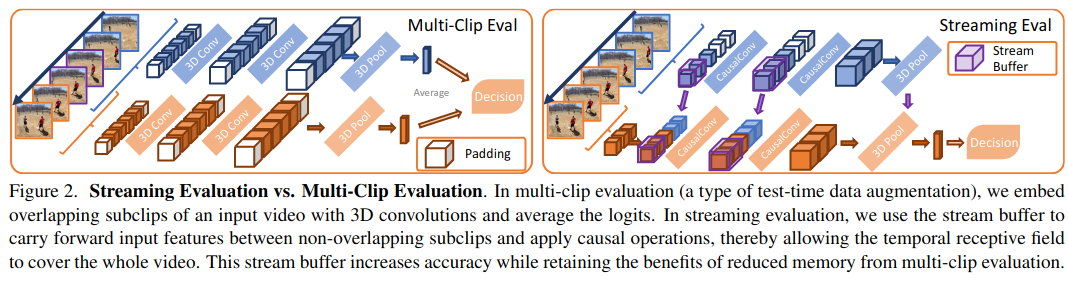 Multi-Clip Eval
3D Conv
3D Conv
3D Pool
Average
Decision
3D Conv
3D Conv
3D Pool
Padding
Streaming Eval
Stream
Buffer
CausalConv
CausalConv
3D Pool
CausalConv
CausalConv
3D Pool
Decision
Figure 2. Streaming Evaluation vs. Multi-Clip Evaluation. In multi-clip evaluation (a type of test-time data augmentation), we embed
overlapping subclips of an input video with 3D convolutions and average the logits. In streaming evaluation, we use the stream buffer to
carry forward input features between non-overlapping subclips and apply causal operations, thereby allowing the temporal receptive field
to cover the whole video. This stream buffer increases accuracy while retaining the benefits of reduced memory from multi-clip evaluation.